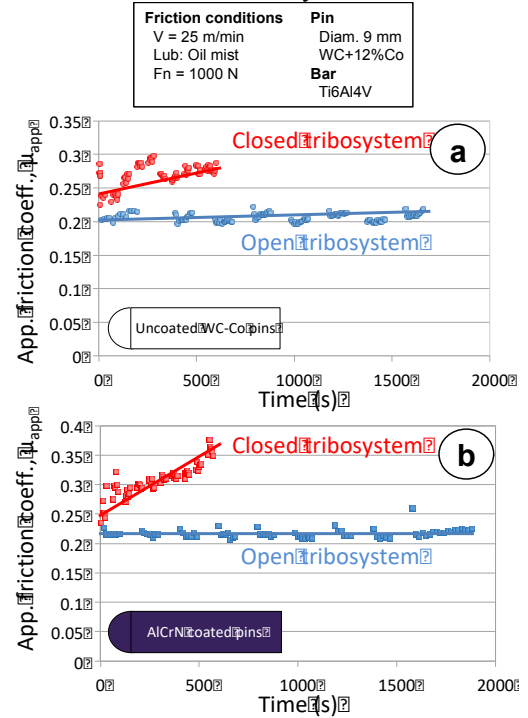 Friction conditions Pin
V = 25 m/min Diam. 9 mm
Lub: Oil mist WC+12%Co
Fn = 1000 N Bar
Ti6Al4V
0.35
0.3
0.25
0.2
0.15
0.1
0.05
0
App. friction coeff., μapp
Closed tribosystem
a
Open tribosystem
Uncoated WC-Co pins
0 500 1000 1500 2000
Time (s)
0.4
0.35
0.3
0.25
0.2
0.15
0.1
0.05
0
App. friction coeff., μapp
Closed tribosystem
b
Open tribosystem
AlCrN coated pins
0 500 1000 1500 2000
Time (s)